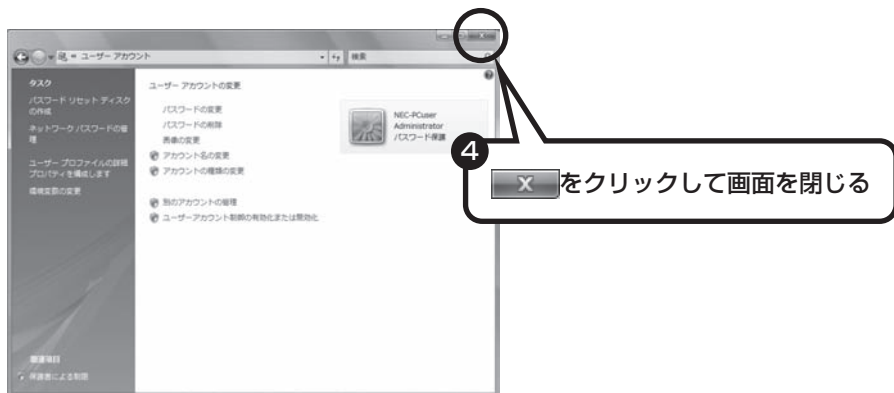 ユーザー アカウント
検索
タスク
パスワード リセット ディスク
の作成
ネットワーク パスワードの管
理
ユーザー プロファイルの詳細
プロパティを構成します
環境変数の変更
関連項目
保護者による制限
ユーザー アカウントの変更
パスワードの変更
パスワードの削除
画像の変更
アカウント名の変更
アカウントの種類の変更
別のアカウントの管理
ユーザーアカウント制御の有効化または無効化
NEC-PCuser
Administrator
パスワード保護
4
X をクリックして画面を閉じる